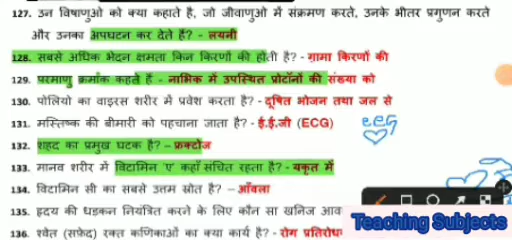 127. उन विषाणुओ को क्या कहाते है, जो जीवाणुओ में संक्रमण करते, उनके भीतर प्रगुणन करते
और उनका अपघटन कर देते हैं? - लयनी
128. सबसे अधिक भेदन क्षमता किन किरणों की होंती है? - गामा किरणों की
129. परमाणु क्रमाँक कहते हैं - नाभिक में उपस्थित प्रोटॉनों की संख्या को
130. पोलियो का वाइरस शरीर में प्रवेश करता है? - दूषित भोजन तथा जल से
131. मस्तिष्क की बीमारी को पहचाना जाता है? - ई.ई.जी (ECG) eeg
132. शहद का प्रमुख घटक है? – फ्रक्टोज
133. मानव शरीर में विटामिन 'ए' कहाँ संचित रहता है? - यकृत में
134. विटामिन सी का सबसे उत्तम स्रोत है? – आँवला
135. हृदय की धड़कन नियंत्रित करने के लिए कौन सा खनिज आव
Teaching Subjects
136. श्वेत (सफ़ेद) रक्त कणिकाओं का क्या कार्य है? - रोग प्रतिरोध